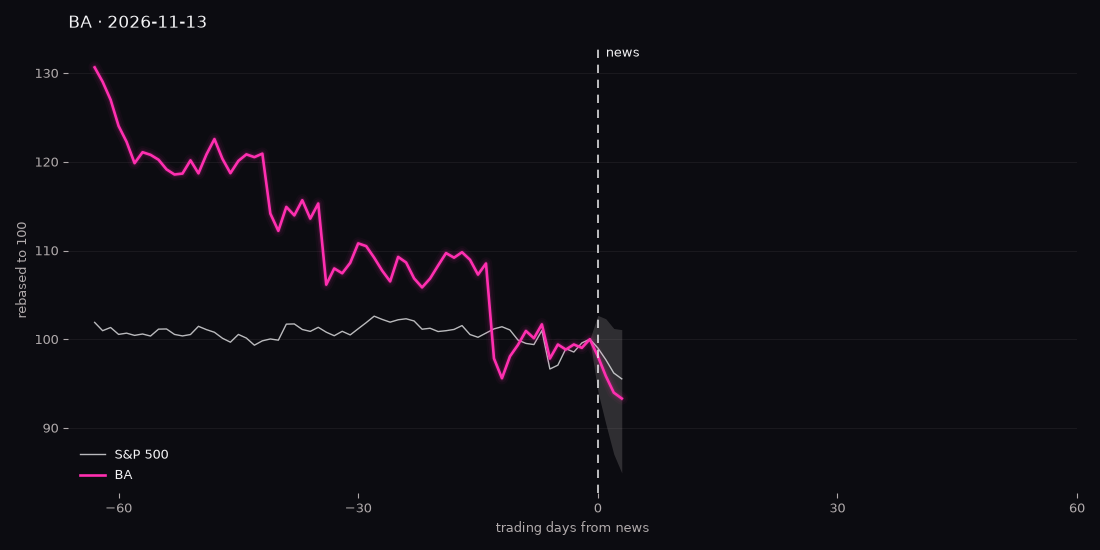 BA · 2026-11-13
news
130
120
110
100
90
rebased to 100
S&P 500
BA
−60
−30
0
30
60
trading days from news